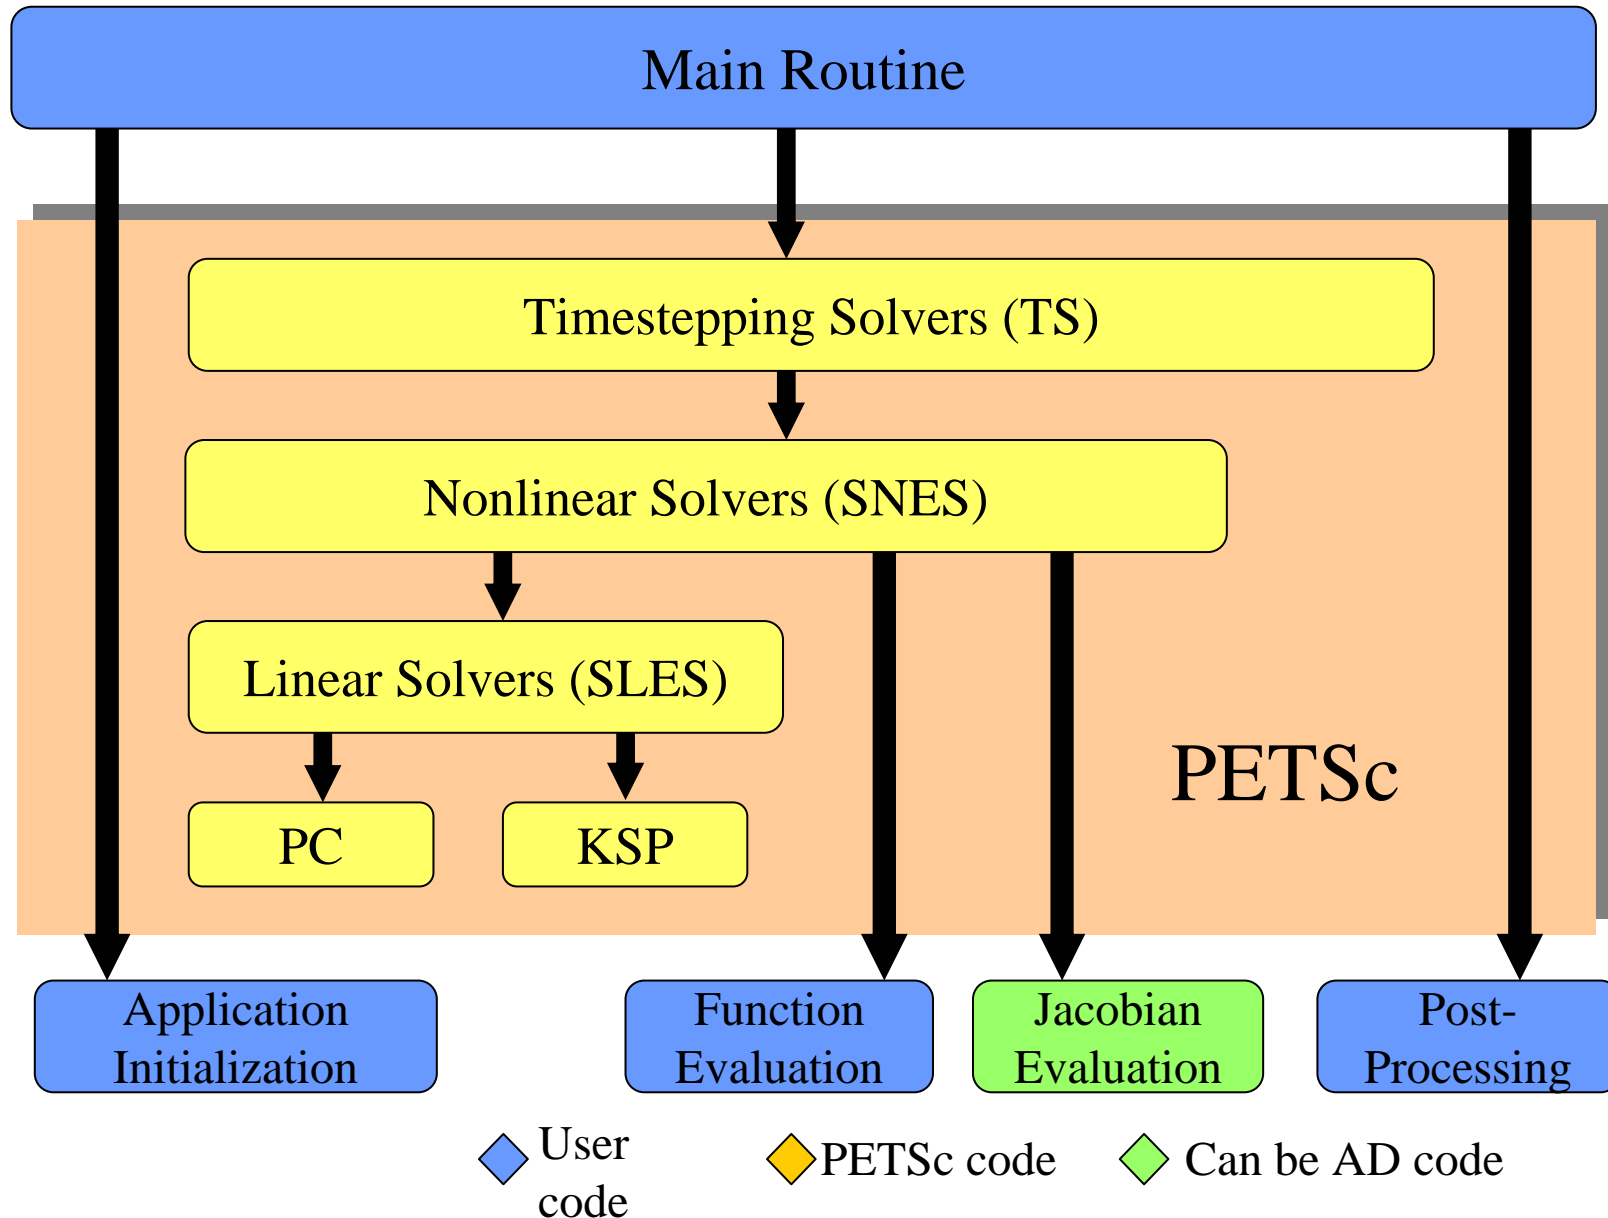 Main Routine
Timestepping Solvers (TS)
Nonlinear Solvers (SNES)
Linear Solvers (SLES)
PETSc
PC
KSP
Application
Initialization
Function
Evaluation
Jacobian
Evaluation
Post-
Processing
User
code
PETSc code
Can be AD code